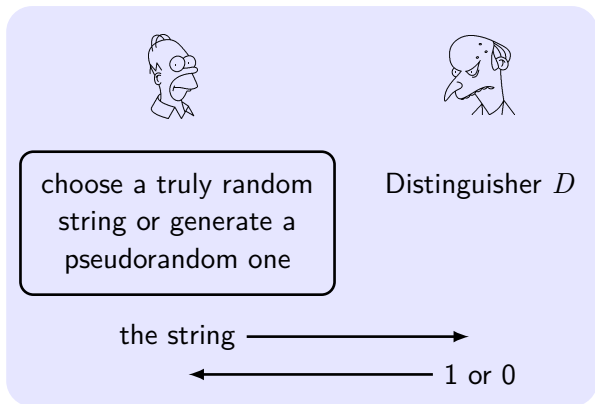 choose a truly random
string or generate a
pseudorandom one
Distinguisher D
the string
1 or 0